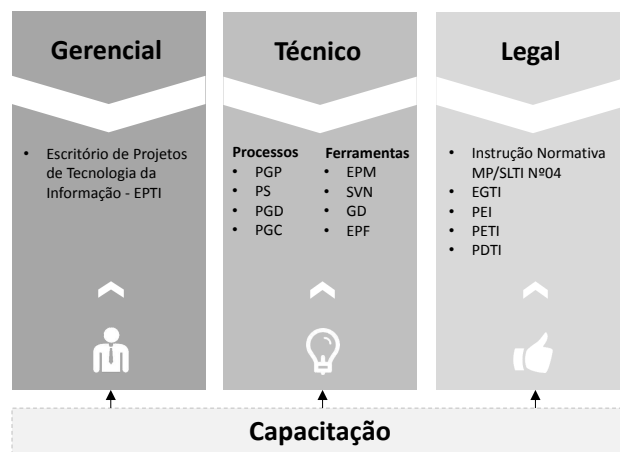 Gerencial
• Escritório de Projetos
de Tecnologia da
Informação - EPTI
Técnico
Processos
• PGP
• PS
• PGD
• PGC
Ferramentas
• EPM
• SVN
• GD
• EPF
Legal
• Instrução Normativa
MP/SLTI Nº04
• EGTI
• PEI
• PETI
• PDTI
Capacitação